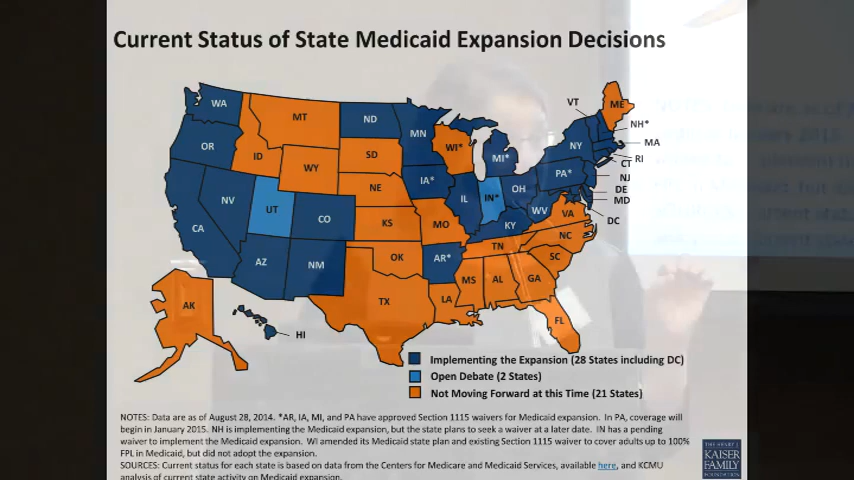 Current Status of State Medicaid Expansion Decisions
WA
MT
ND
MN
VT
ME
NH*
OR
ID
WY
SD
WI*
MI*
NY
MA
CT
RI
NV
UT
CO
NE
IA*
IL
IN*
OH
PA*
NJ
DE
MD
CA
KS
MO
KY
WV
VA
DC
AZ
NM
OK
AR*
TN
NC
SC
TX
LA
MS
AL
GA
AK
FL
HI
Implementing the Expansion (28 States including DC)
Open Debate (2 States)
Not Moving Forward at this Time (21 States)
NOTES: Data are as of August 28, 2014. *AR, IA, MI, and PA have approved Section 1115 waivers for Medicaid expansion. In PA, coverage will
begin in January 2015. NH is implementing the Medicaid expansion, but the state plans to seek a waiver at a later date. IN has a pending
waiver to implement the Medicaid expansion. WI amended its Medicaid state plan and existing Section 1115 waiver to cover adults up to 100%
FPL in Medicaid, but did not adopt the expansion.
SOURCES: Current status for each state is based on data from the Centers for Medicare and Medicaid Services, available here, and KCMU
analysis of current state activity on Medicaid expansion.
THE HENRY J.
KAISER
FAMILY
FOUNDATION